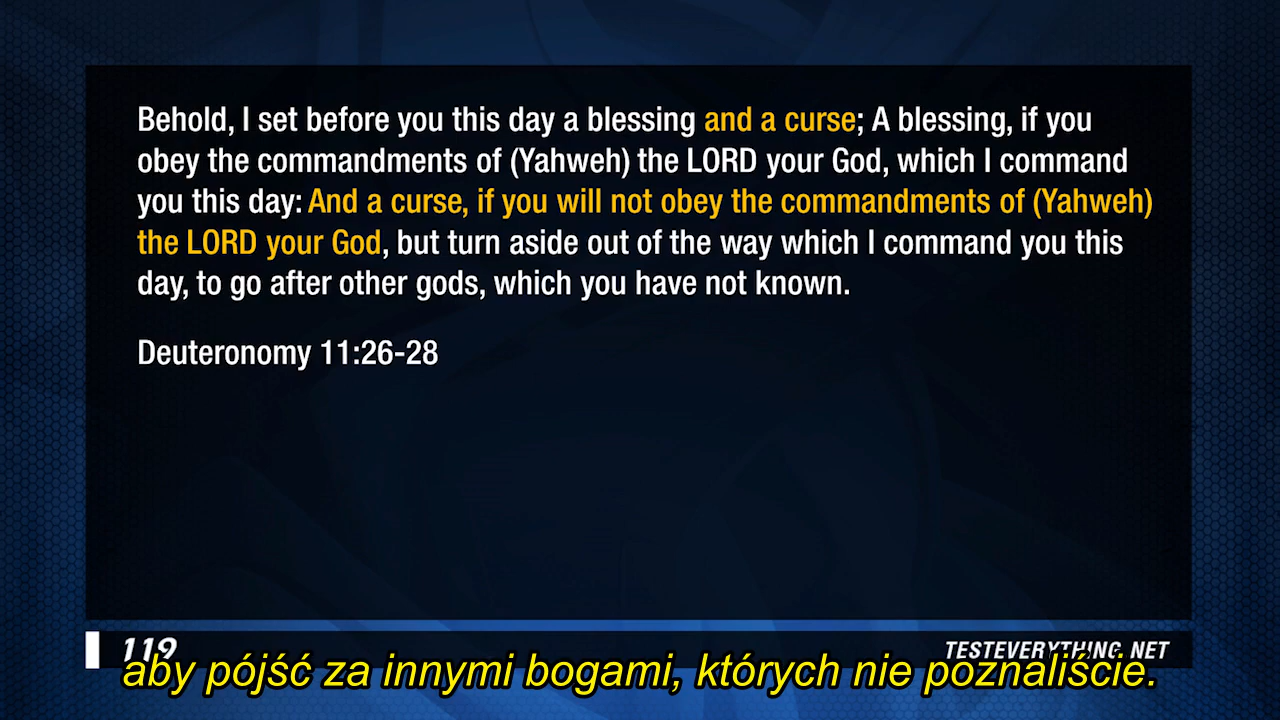 Behold, I set before you this day a blessing and a curse; A blessing, if you
obey the commandments of (Yahweh) the LORD your God, which I command
you this day: And a curse, if you will not obey the commandments of (Yahweh)
the LORD your God, but turn aside out of the way which I command you this
day, to go after other gods, which you have not known.
Deuteronomy 11:26-28
119
TESTEVERYTHING.NET
aby pójść za innymi bogami, których nie poznaliście.